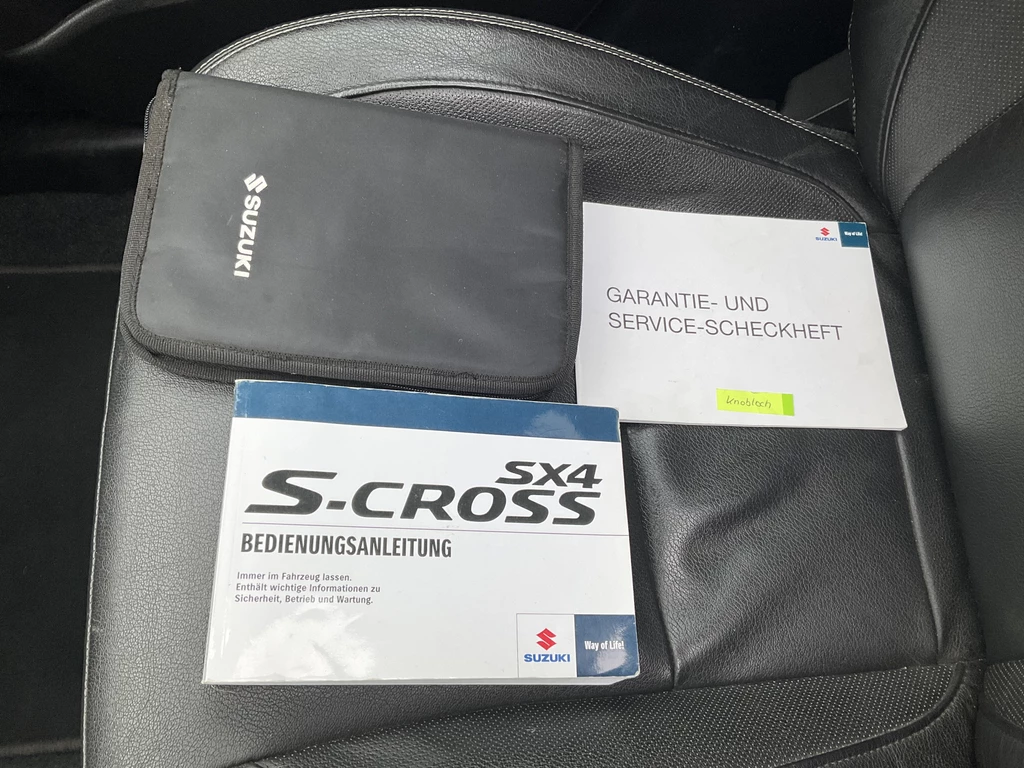 SUZUKI
SUZUKI
Way of Life!
GARANTIE- UND
SERVICE-SCHECKHEFT
Knobloch
SX4
S-CROSS
BEDIENUNGSANLEITUNG
Immer im Fahrzeug lassen.
Enthält wichtige Informationen zu
Sicherheit, Betrieb und Wartung.
SUZUKI
Way of Life!